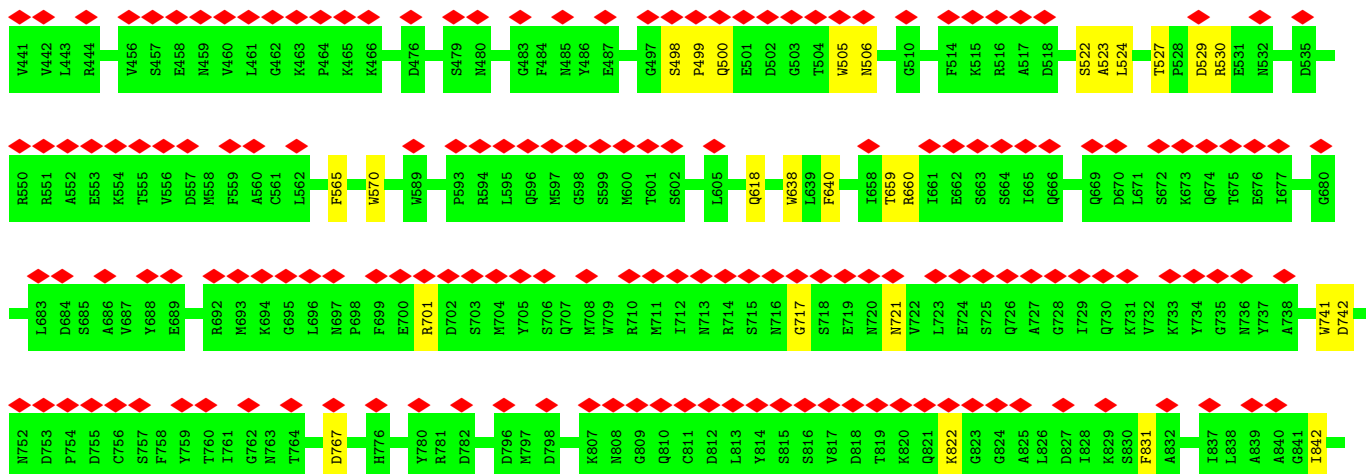 V441 V442 L443 R444 V456 S457 E458 N459 V460 L461 G462 K463 P464 K465 K466 D476 S479 N480 G483 F484 N485 Y486 E487 G497 S498 P499 Q500 E501 D502 G503 T504 W505 N506 G510 F514 K515 R516 A517 D518 S522 A523 L524 T527 P528 D529 R530 E531 N532 D535
R550 R551 A552 E553 K554 T555 V556 D557 M558 F559 A560 C561 L562 F565 W570 W589 P593 R594 L595 Q596 M597 G598 S599 M600 T601 S602 L605 Q618 W638 L639 F640 I658 T659 R660 I661 E662 S663 S664 I665 Q666 Q669 D670 L671 S672 K673 Q674 T675 E676 I677 G680
L683 D684 S685 A686 V687 Y688 E689 R692 M693 K694 G695 L696 N697 P698 F699 E700 R701 D702 S703 M704 Y705 S706 Q707 M708 W709 R710 M711 I712 N713 R714 S715 N716 G717 S718 E719 N720 N721 V722 L723 E724 S725 Q726 A727 G728 I729 Q730 K731 V732 K733 Y734 G735 N736 Y737 A738 W741 D742
N752 D753 P754 D755 C756 S757 F758 Y759 T760 I761 G762 N763 T764 D767 H776 Y780 R781 D782 D796 M797 D798 K807 N808 G809 Q810 C811 D812 L813 Y814 S815 S816 V817 D818 T819 K820 Q821 K822 G823 G824 A825 L826 D827 I828 K829 S830 F831 A832 I837 L838 A839 A840 G841 I842